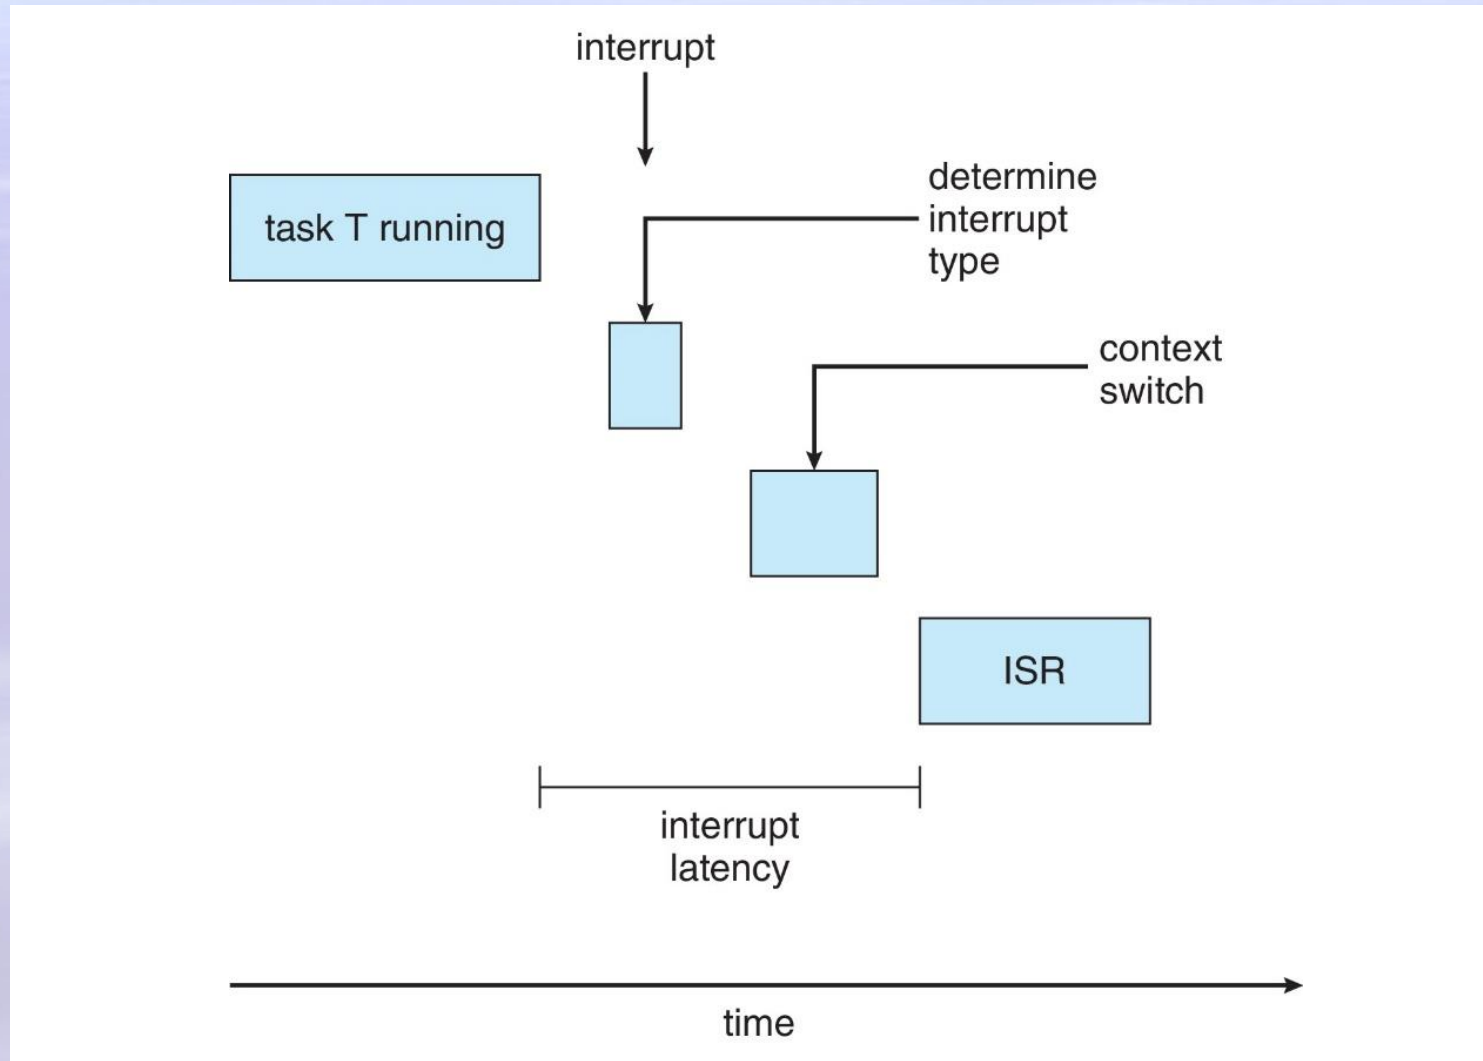 interrupt
task T running
determine
interrupt
type
context
switch
ISR
interrupt
latency
time